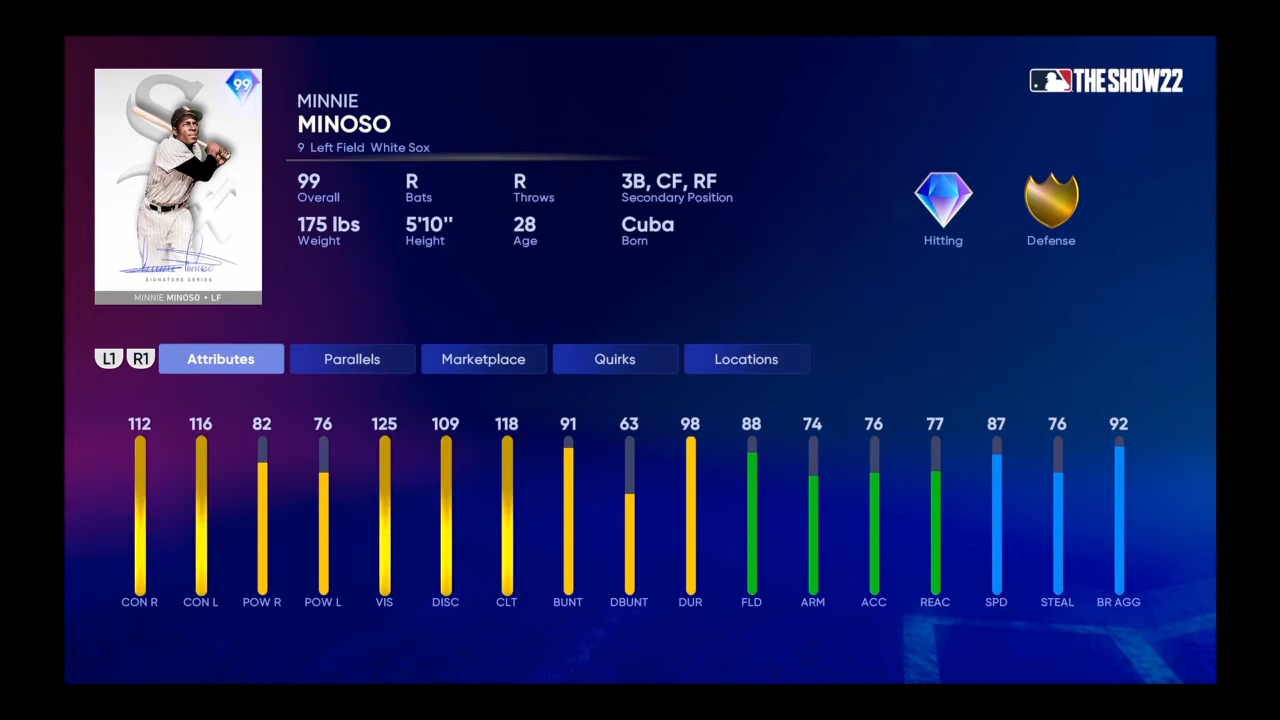 99
SIGNATURE SERIES
MINNIE MINOSO • LF
MINNIE
MINOSO
9 Left Field White Sox
99 R R 3B, CF, RF
Overall Bats Throws Secondary Position
175 lbs 5'10" 28 Cuba
Weight Height Age Born
THE SHOW22
Hitting Defense
L1 R1 Attributes Parallels Marketplace Quirks Locations
112 116 82 76 125 109 118 91 63 98 88 74 76 77 87 76 92
CON R CON L POW R POW L VIS DISC CLT BUNT DBUNT DUR FLD ARM ACC REAC SPD STEAL BR AGG